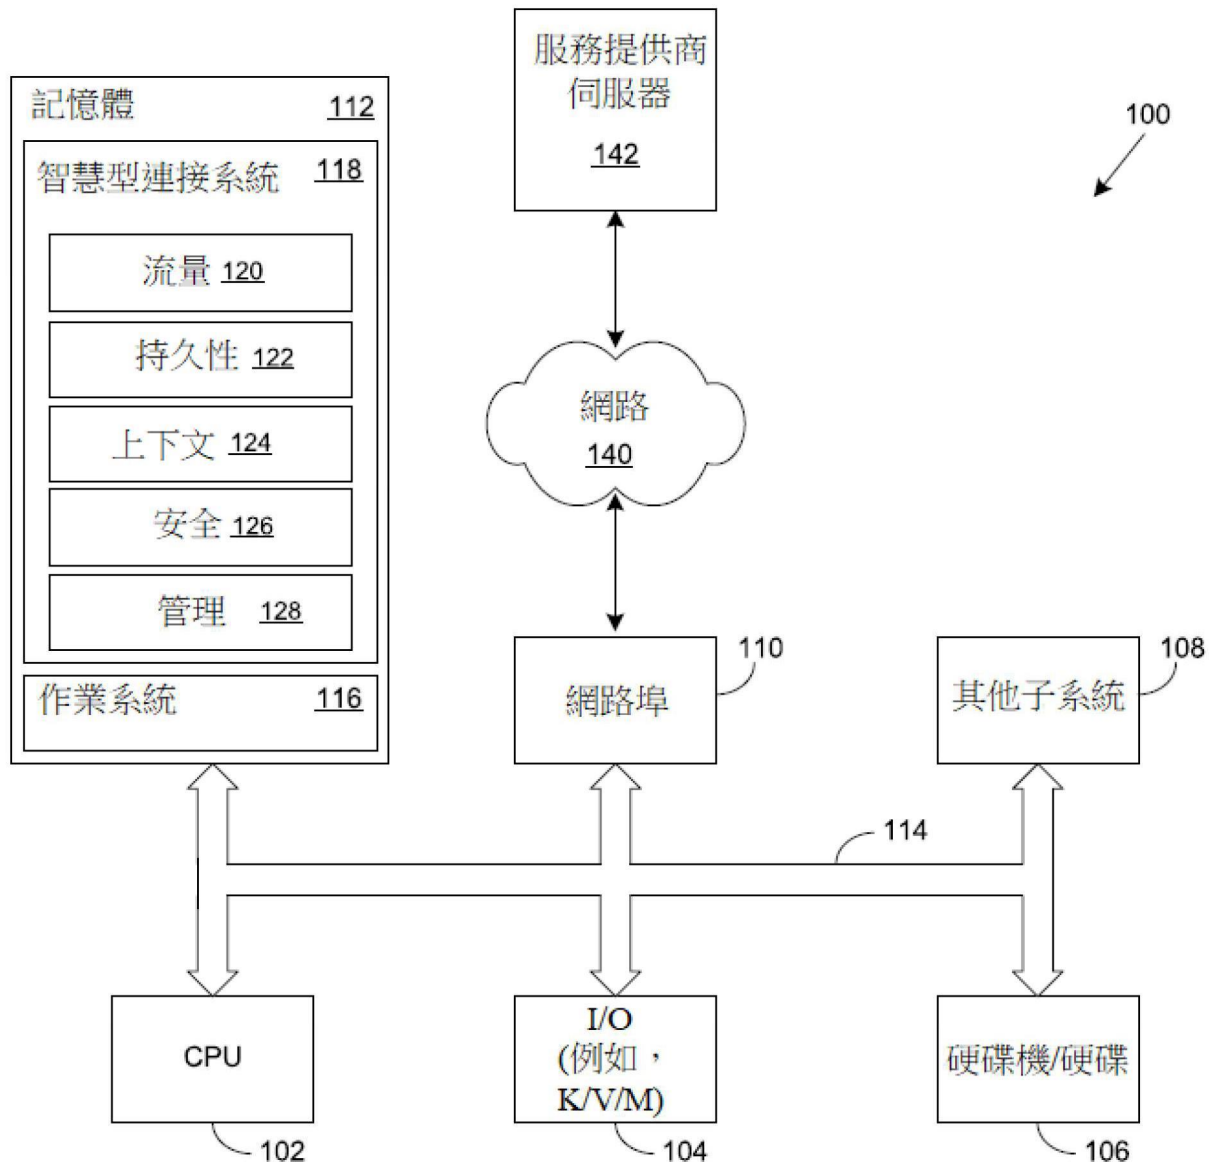 服務提供商
伺服器
142
100
記憶體 112
智慧型連接系統 118
流量 120
持久性 122
上下文 124
安全 126
管理 128
作業系統 116
網路
140
網路埠
110
其他子系統
108
114
CPU
102
I/O
(例如，
K/V/M)
104
硬碟機/硬碟
106